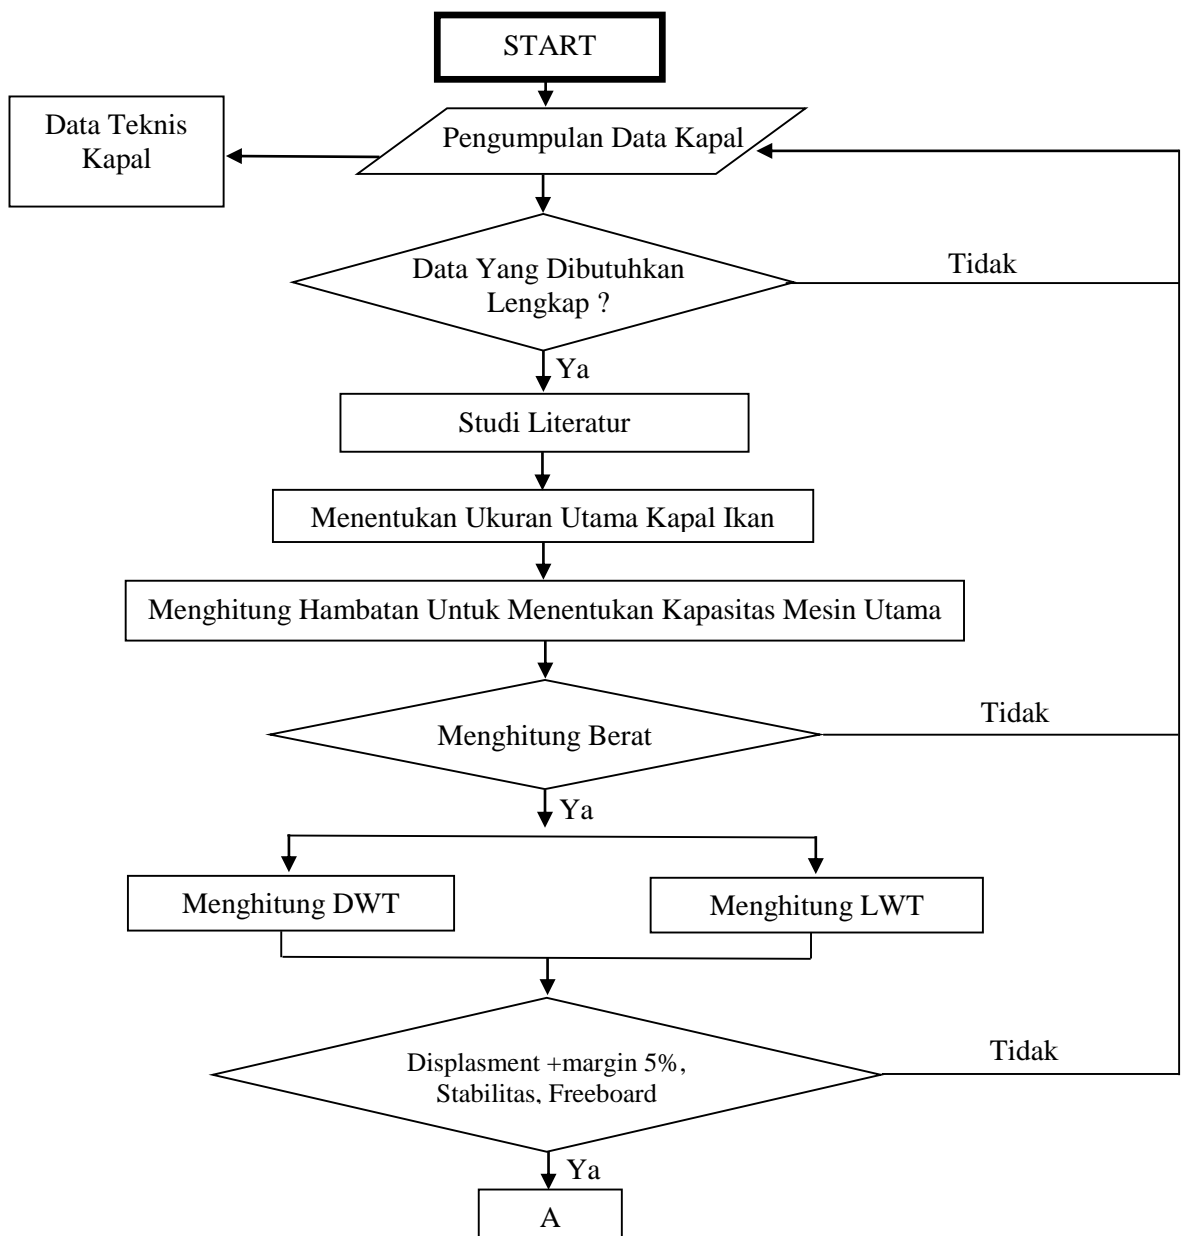 START
Data Teknis
Kapal
Pengumpulan Data Kapal
Data Yang Dibutuhkan
Lengkap ?
Tidak
Ya
Studi Literatur
Menentukan Ukuran Utama Kapal Ikan
Menghitung Hambatan Untuk Menentukan Kapasitas Mesin Utama
Menghitung Berat
Tidak
Ya
Menghitung DWT
Menghitung LWT
Displasment +margin 5%,
Stabilitas, Freeboard
Tidak
Ya
A